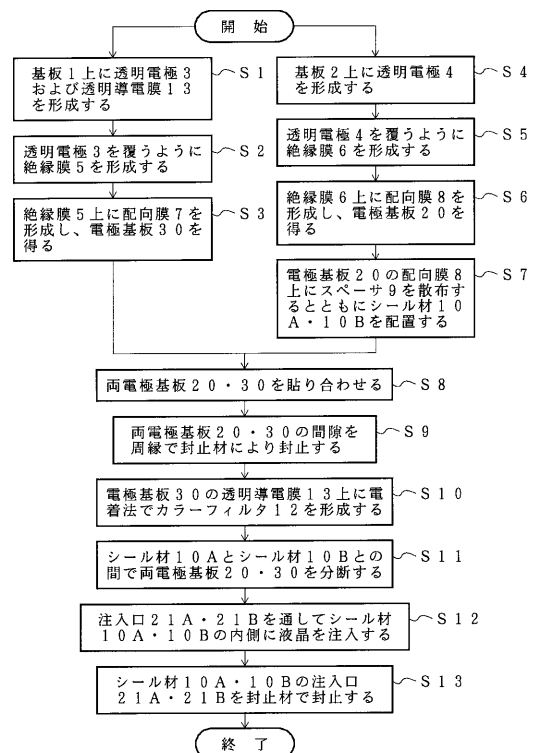 開 始
基板1上に透明電極3
および透明導電膜13
を形成する
S1
透明電極3を覆うように
絶縁膜5を形成する
S2
絶縁膜5上に配向膜7を
形成し、電極基板30を
得る
S3
基板2上に透明電極4
を形成する
S4
透明電極4を覆うように
絶縁膜6を形成する
S5
絶縁膜6上に配向膜8を
形成し、電極基板20を
得る
S6
電極基板20の配向膜8
上にスペーサ9を散布す
るとともにシール材10
A・10Bを配置する
S7
両電極基板20・30を貼り合わせる
S8
両電極基板20・30の間隙を
周縁で封止材により封止する
S9
電極基板30の透明導電膜13上に電
着法でカラーフィルタ12を形成する
S10
シール材10Aとシール材10Bとの
間で両電極基板20・30を分断する
S11
注入口21A・21Bを通してシール材
10A・10Bの内側に液晶を注入する
S12
シール材10A・10Bの注入口
21A・21Bを封止材で封止する
S13
終 了